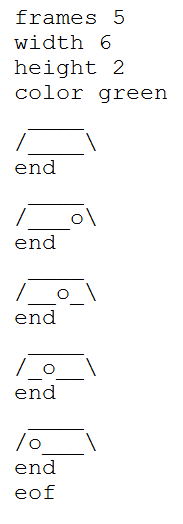 frames 5
width 6
height 2
color green
 ____
/____\
end
 ____
/___o\
end
 ____
/__o_\
end
 ____
/_o__\
end
 ____
/o___\
end
eof